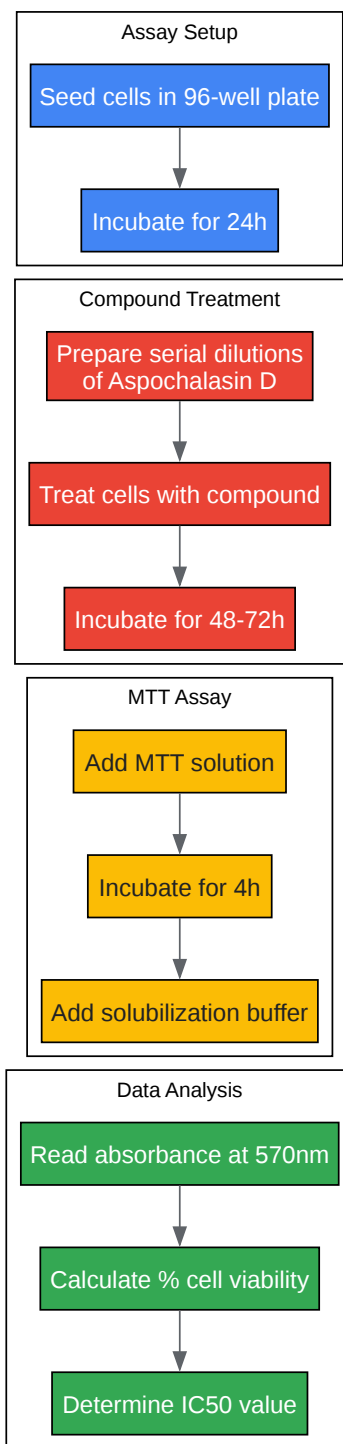 Assay Setup
Seed cells in 96-well plate
Incubate for 24h
Compound Treatment
Prepare serial dilutions
of Aspochalasin D
Treat cells with compound
Incubate for 48-72h
MTT Assay
Add MTT solution
Incubate for 4h
Add solubilization buffer
Data Analysis
Read absorbance at 570nm
Calculate % cell viability
Determine IC50 value